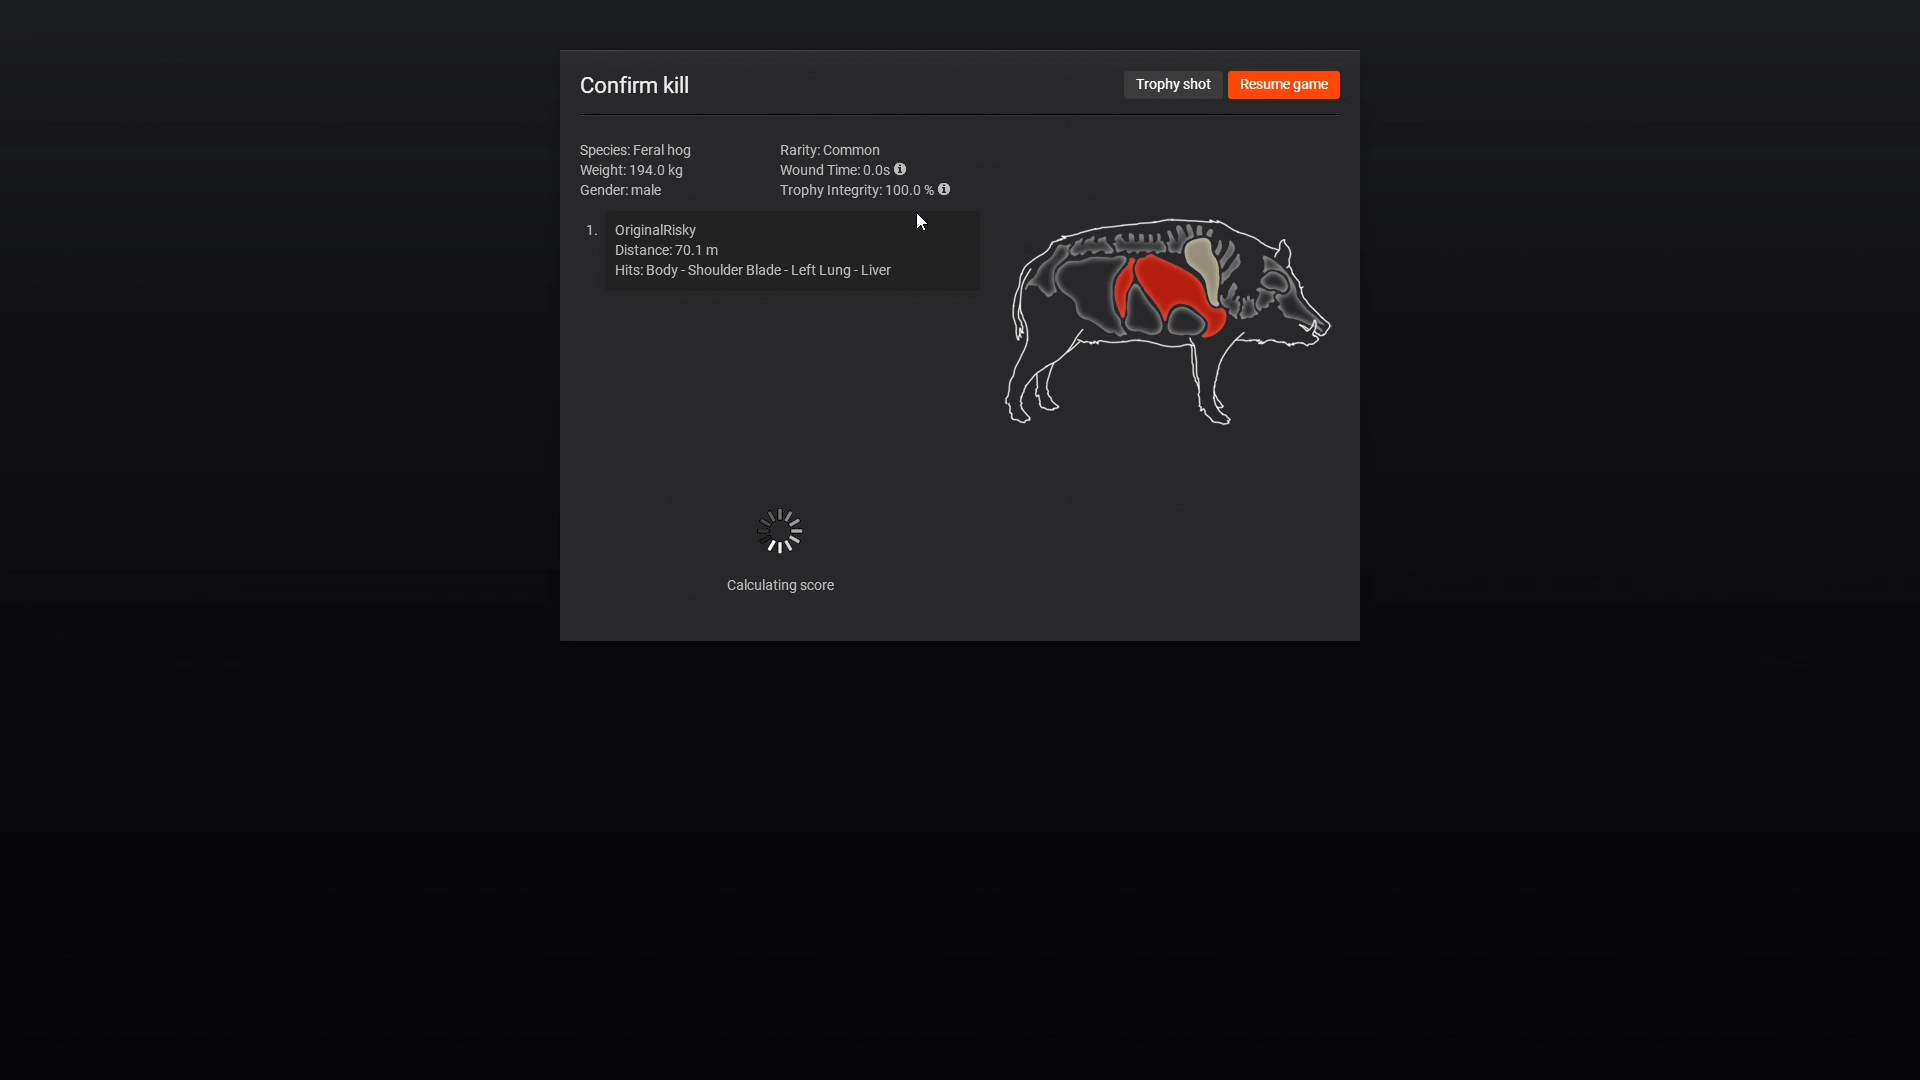 Confirm kill
Trophy shot
Resume game
Species: Feral hog
Weight: 194.0 kg
Gender: male
Rarity: Common
Wound Time: 0.0s
Trophy Integrity: 100.0 %
1.
OriginalRisky
Distance: 70.1 m
Hits: Body - Shoulder Blade - Left Lung - Liver
Calculating score